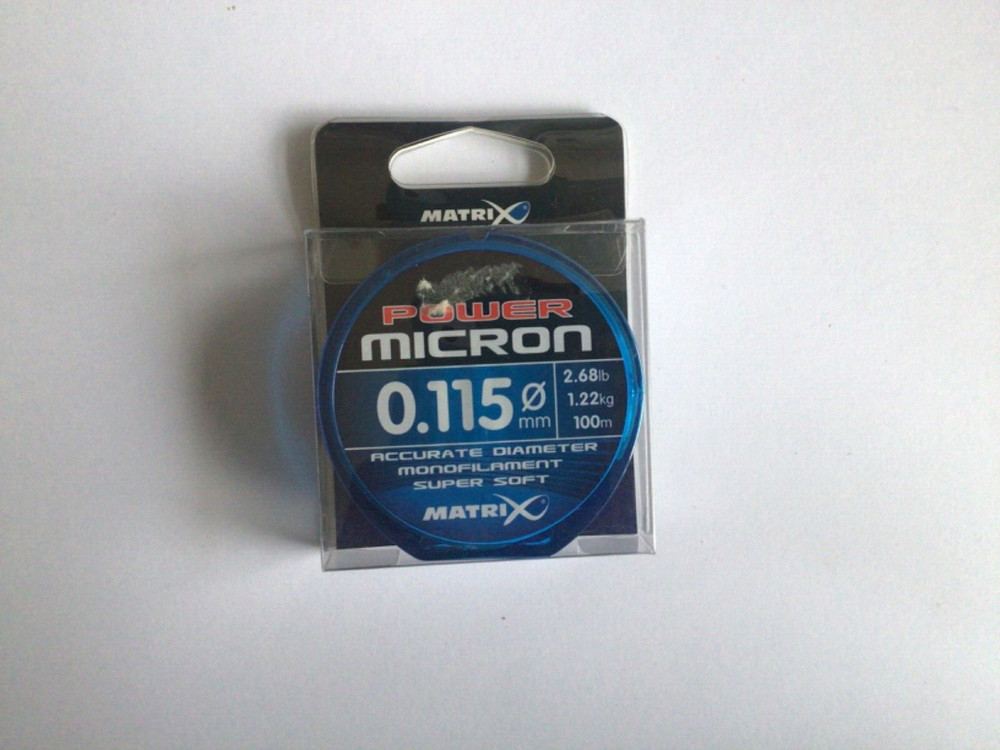 MATRIX
POWER
MICRON
0.115 Ø mm
2.68lb
1.22kg
100m
ACCURATE DIAMETER
MONOFILAMENT
SUPER SOFT
MATRIX